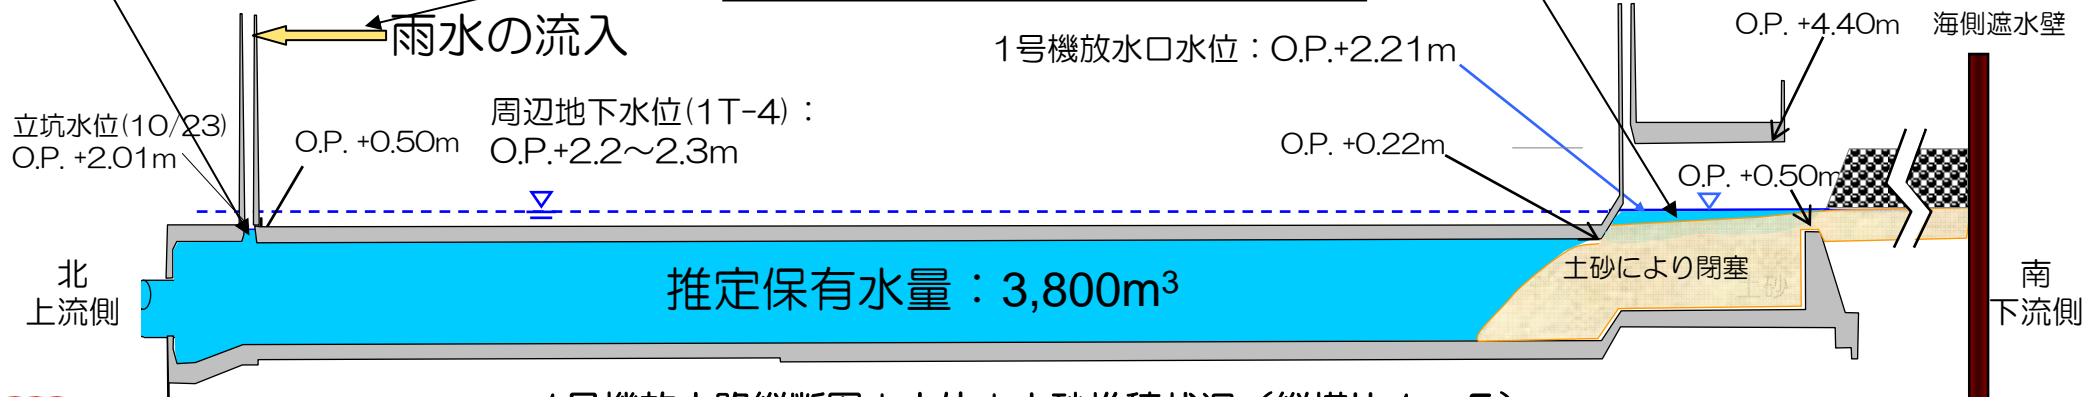 雨水の流入
O.P. +4.40m
海側遮水壁
1号機放水口水位：O.P.+2.21m
周辺地下水位(1T-4)：
O.P.+2.2～2.3m
立坑水位(10/23)
O.P. +2.01m
O.P. +0.50m
O.P. +0.22m
O.P. +0.50m
土砂により閉塞
土砂
推定保有水量：3,800m³
北
上流側
南
下流側